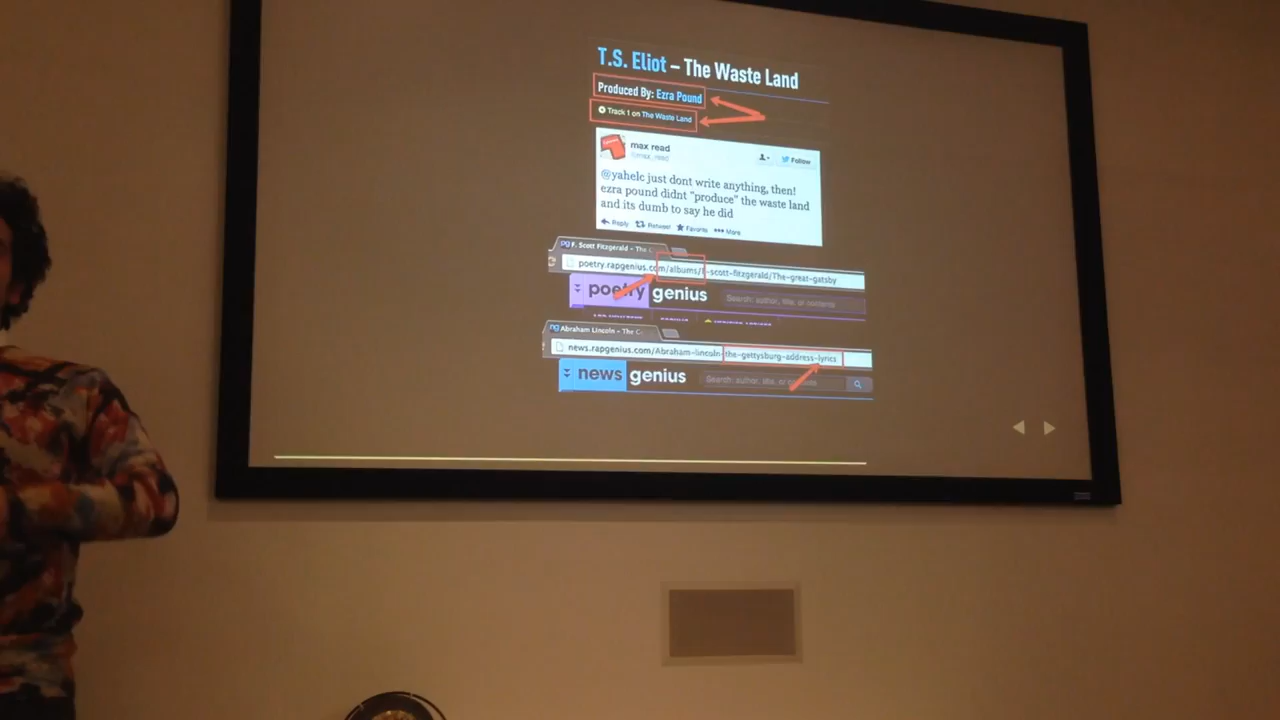 T.S. Eliot – The Waste Land
Produced By: Ezra Pound
Track 1 on The Waste Land
max read
@max_read
Follow
@yahelc just dont write anything, then!
ezra pound didnt "produce" the waste land
and its dumb to say he did
Reply Retweet Favorite More
pg F. Scott Fitzgerald – The
poetry.rapgenius.com/albums/F-scott-fitzgerald/The-great-gatsby
poetry genius
Search: author, title, or contents
ng Abraham Lincoln – The G
news.rapgenius.com/Abraham-lincoln-the-gettysburg-address-lyrics
news genius
Search: author, title, or contents